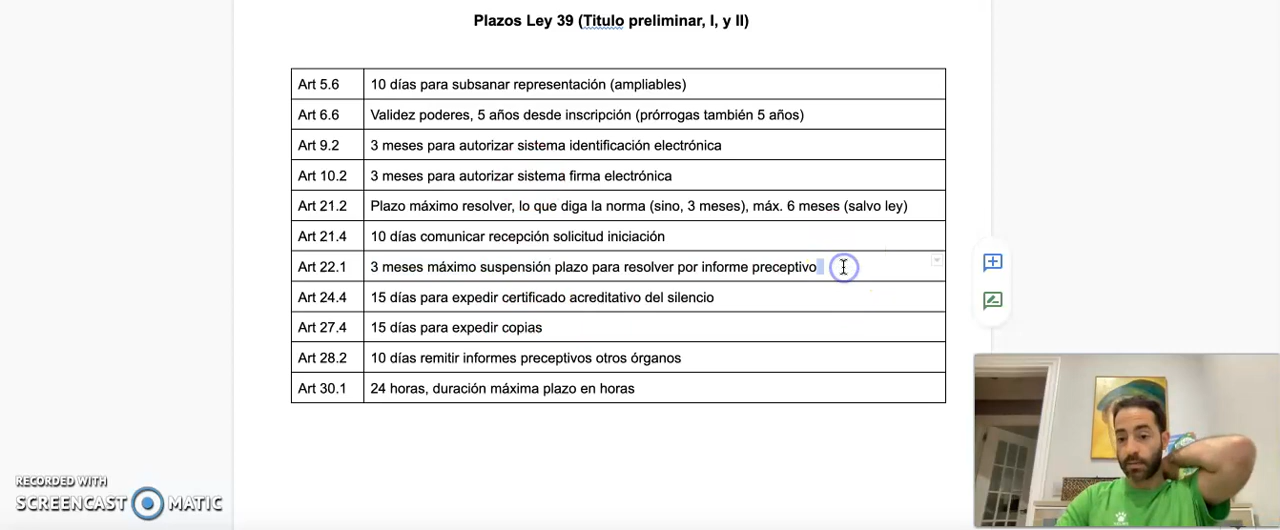 Plazos Ley 39 (Titulo preliminar, I, y II)
Art 5.6 10 días para subsanar representación (ampliables)
Art 6.6 Validez poderes, 5 años desde inscripción (prórrogas también 5 años)
Art 9.2 3 meses para autorizar sistema identificación electrónica
Art 10.2 3 meses para autorizar sistema firma electrónica
Art 21.2 Plazo máximo resolver, lo que diga la norma (sino, 3 meses), máx. 6 meses (salvo ley)
Art 21.4 10 días comunicar recepción solicitud iniciación
Art 22.1 3 meses máximo suspensión plazo para resolver por informe preceptivo
Art 24.4 15 días para expedir certificado acreditativo del silencio
Art 27.4 15 días para expedir copias
Art 28.2 10 días remitir informes preceptivos otros órganos
Art 30.1 24 horas, duración máxima plazo en horas
RECORDED WITH
SCREENCAST MATIC